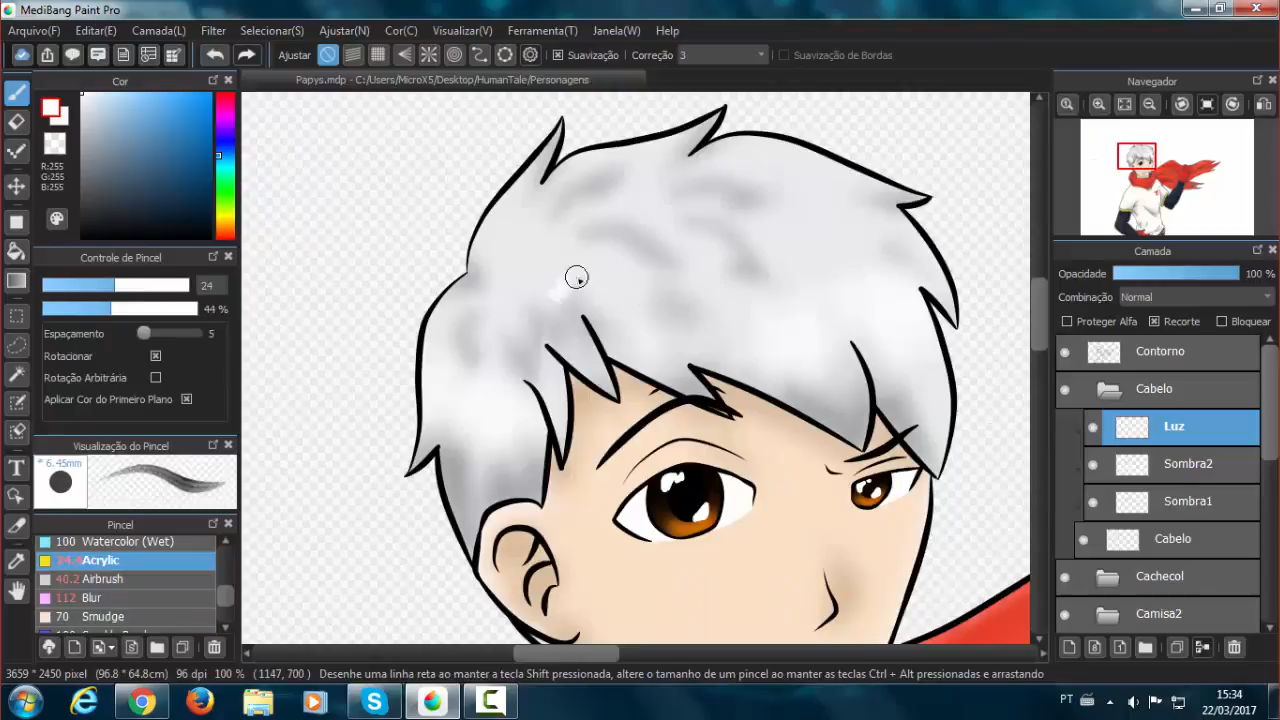 MediBang Paint Pro
Arquivo(F) Editar(E) Camada(L) Filter Selecionar(S) Ajustar(N) Cor(C) Visualizar(V) Ferramenta(T) Janela(W) Help
Ajustar Suavização Correção 3 Suavização de Bordas
Cor
Papys.mdp - C:/Users/MicroX5/Desktop/HumanTale/Personagens
Navegador
R:255
G:255
B:255
Controle de Pincel
24
44 %
Espaçamento 5
Rotacionar
Rotação Arbitrária
Aplicar Cor do Primeiro Plano
Visualização do Pincel
* 6.45mm
Pincel
100 Watercolor (Wet)
Acrylic
40.2 Airbrush
112 Blur
70 Smudge
Camada
Opacidade 100 %
Combinação Normal
Proteger Alfa Recorte Bloquear
Contorno
Cabelo
Luz
Sombra2
Sombra1
Cabelo
Cachecol
Camisa2
3659 * 2450 pixel (96.8 * 64.8cm) 96 dpi 100 % (1147, 700) Desenhe uma linha reta ao manter a tecla Shift pressionada, altere o tamanho de um pincel ao manter as teclas Ctrl + Alt pressionadas e arrastando
PT
15:34
22/03/2017